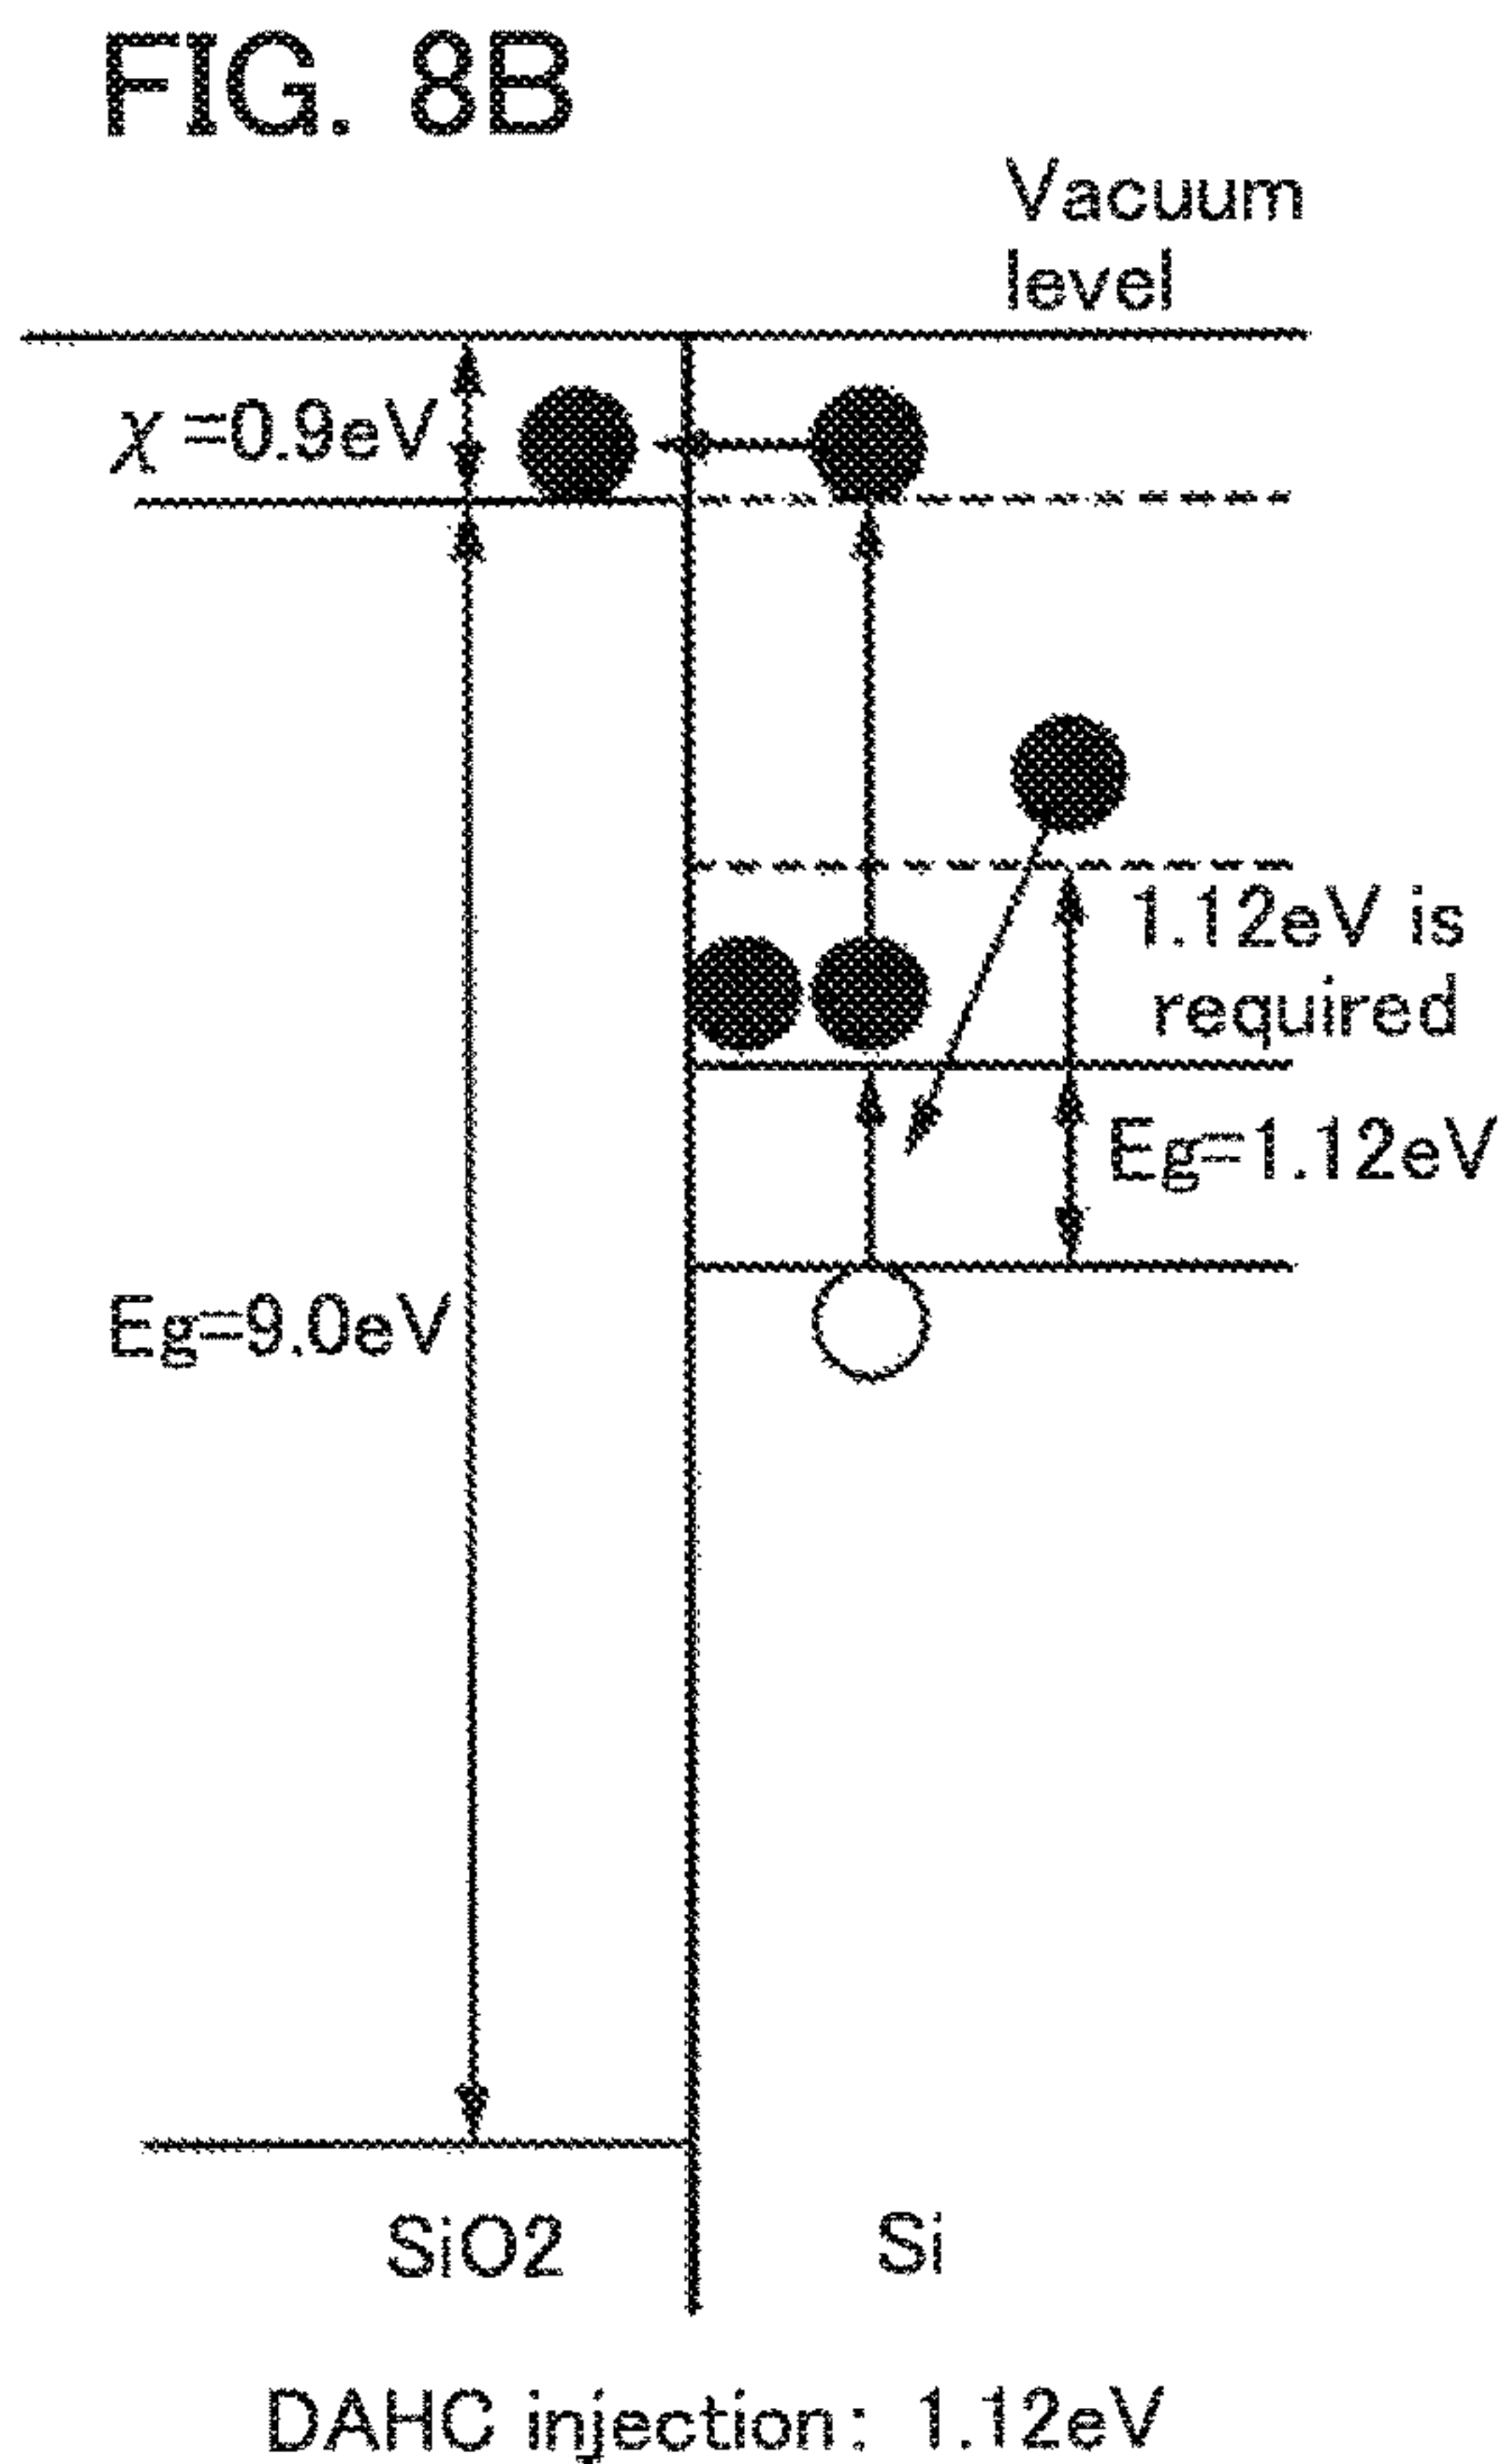 FIG. 8B
Vacuum
level
χ=0.9eV
1.12eV is
required
Eg=1.12eV
Eg=9.0eV
SiO2
Si
DAHC injection: 1.12eV